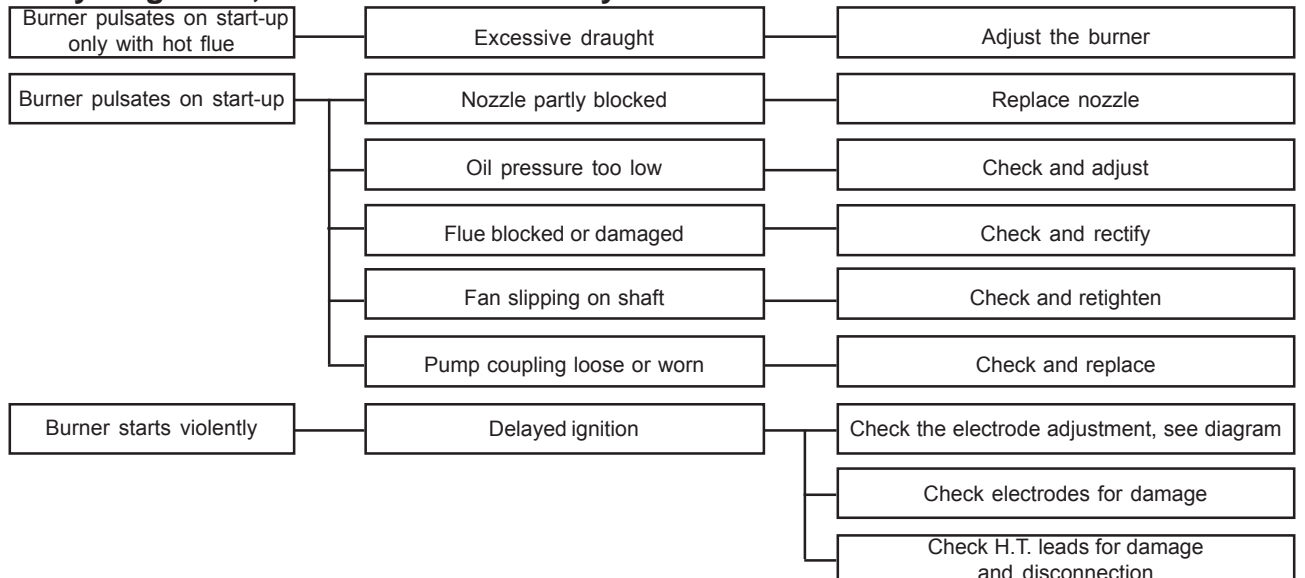 Burner pulsates on start-up
only with hot flue
Excessive draught
Adjust the burner
Burner pulsates on start-up
Nozzle partly blocked
Replace nozzle
Oil pressure too low
Check and adjust
Flue blocked or damaged
Check and rectify
Fan slipping on shaft
Check and retighten
Pump coupling loose or worn
Check and replace
Burner starts violently
Delayed ignition
Check the electrode adjustment, see diagram
Check electrodes for damage
Check H.T. leads for damage
and disconnection